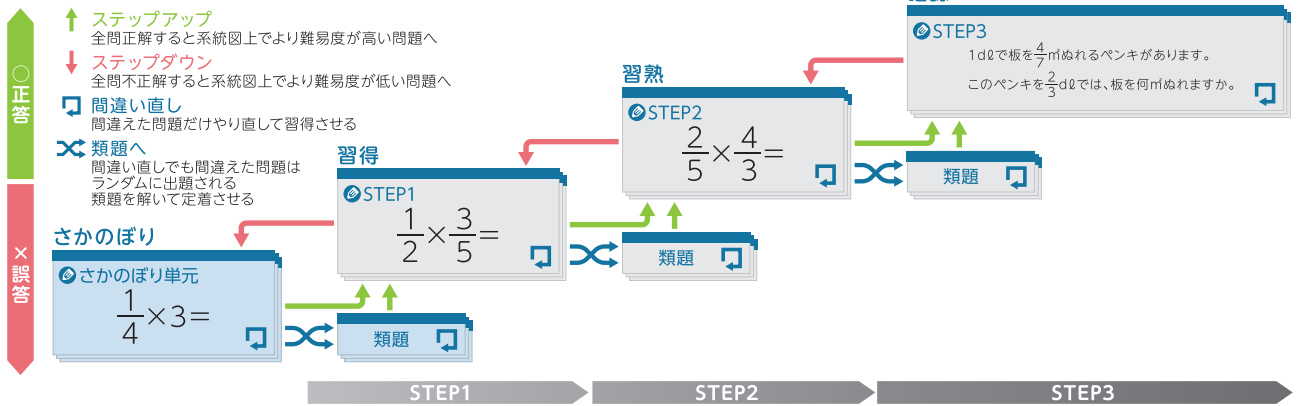 ステップアップ
全問正解すると系統図上でより難易度が高い問題へ
ステップダウン
全問不正解すると系統図上でより難易度が低い問題へ
間違い直し
間違えた問題だけやり直して習得させる
類題へ
間違い直しでも間違えた問題は
ランダムに出題される
類題を解いて定着させる
○正答
×誤答
さかのぼり
さかのぼり単元
1/4×3=
類題
習得
STEP1
1/2×3/5=
類題
習熟
STEP2
2/5×4/3=
類題
STEP3
1dℓで板を4/7㎡ぬれるペンキがあります。
このペンキを2/3dℓでは、板を何㎡ぬれますか。
STEP1
STEP2
STEP3